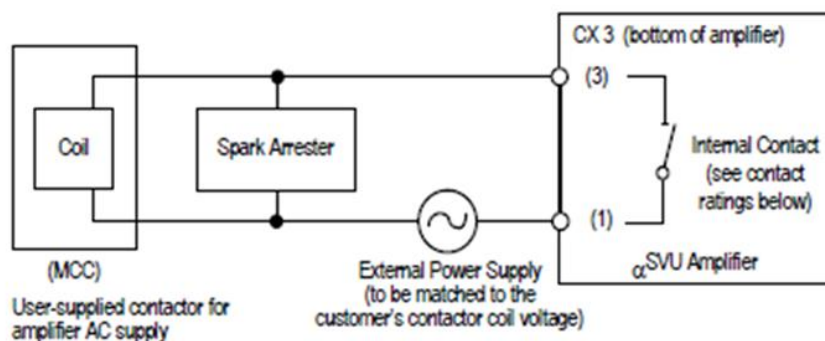 CX 3 (bottom of amplifier)
(3)
Coil
Spark Arrester
Internal Contact
(see contact
ratings below)
(1)
(MCC)
External Power Supply
(to be matched to the
customer's contactor coil voltage)
αSVU Amplifier
User-supplied contactor for
amplifier AC supply